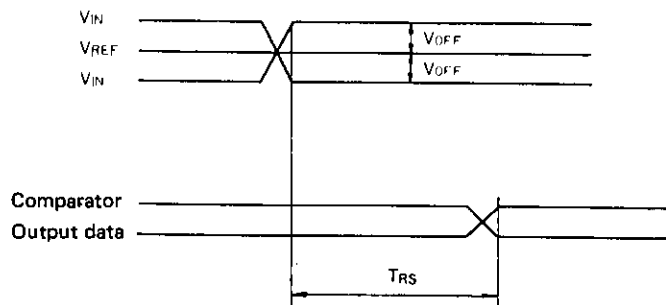 VIN
VREF
VIN
VOFF
VOFF
Comparator
Output data
TRS